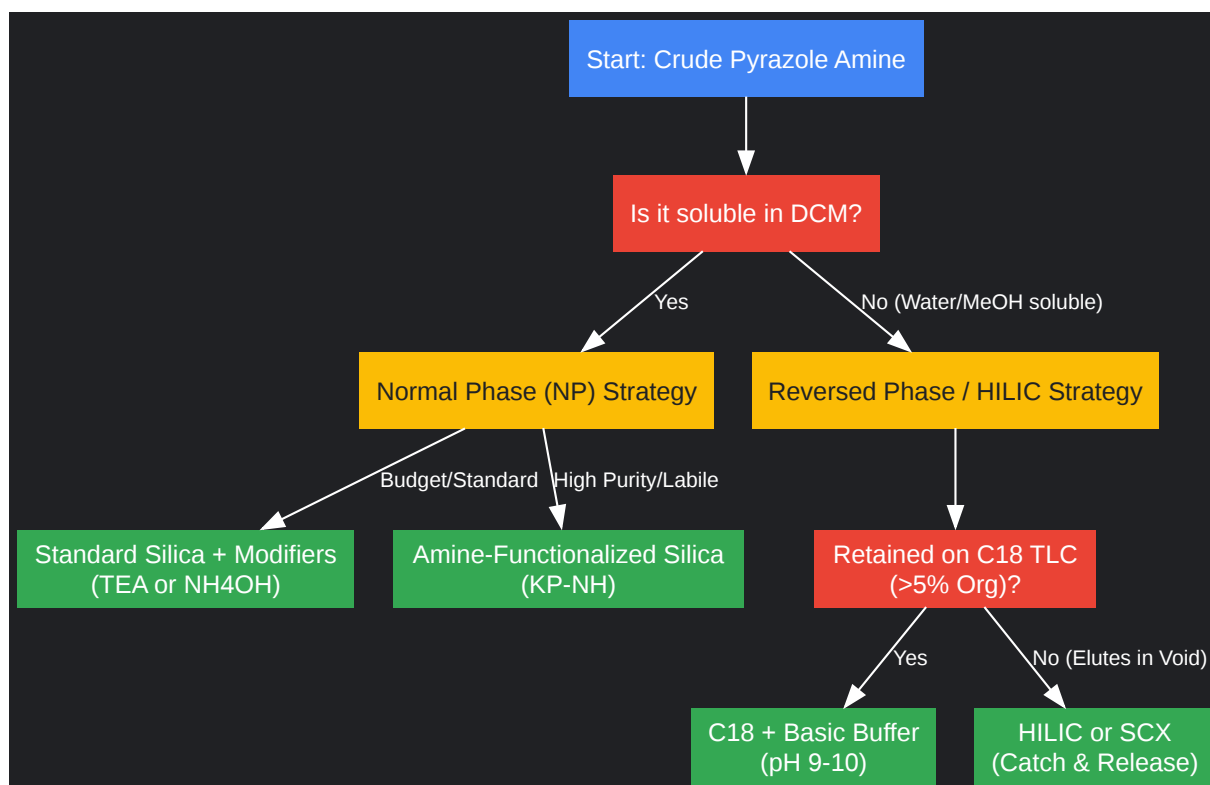 Start: Crude Pyrazole Amine
Is it soluble in DCM?
Yes
No (Water/MeOH soluble)
Normal Phase (NP) Strategy
Reversed Phase / HILIC Strategy
Budget/Standard
High Purity/Labile
Standard Silica + Modifiers
(TEA or NH4OH)
Amine-Functionalized Silica
(KP-NH)
Retained on C18 TLC
(>5% Org)?
Yes
No (Elutes in Void)
C18 + Basic Buffer
(pH 9-10)
HILIC or SCX
(Catch & Release)